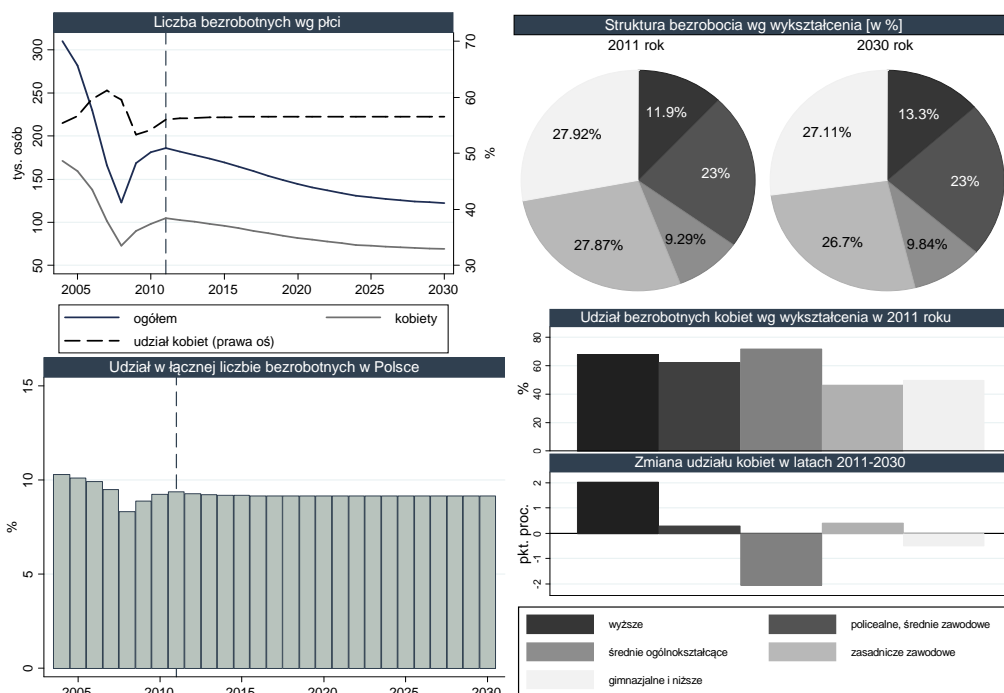 Liczba bezrobotnych wg płci
tys. osób
300
250
200
150
100
50
70
60
50
40
30
%
2005 2010 2015 2020 2025 2030
ogółem kobiety
udział kobiet (prawa oś)
Udział w łącznej liczbie bezrobotnych w Polsce
%
15
10
5
0
2005 2010 2015 2020 2025 2030
Struktura bezrobocia wg wykształcenia [w %]
2011 rok 2030 rok
11.9%
23%
9.29%
27.87%
27.92%
13.3%
23%
9.84%
26.7%
27.11%
Udział bezrobotnych kobiet wg wykształcenia w 2011 roku
%
80
60
40
20
0
Zmiana udziału kobiet w latach 2011-2030
pkt. proc.
2
1
0
-1
-2
wyższe policealne, średnie zawodowe
średnie ogólnokształcące zasadnicze zawodowe
gimnazjalne i niższe